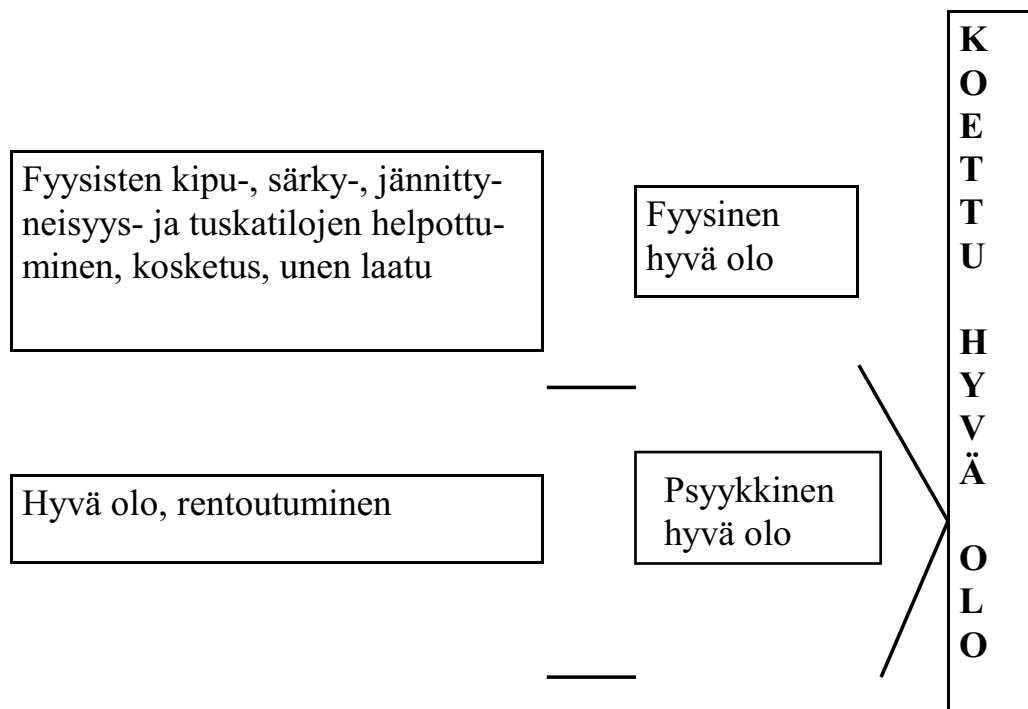 Fyysisten kipu-, särky-, jännitty-
neisyys- ja tuskatilojen helpottu-
minen, kosketus, unen laatu
Fyysinen
hyvä olo
Hyvä olo, rentoutuminen
Psyykkinen
hyvä olo
K
O
E
T
T
U
H
Y
V
Ä
O
L
O